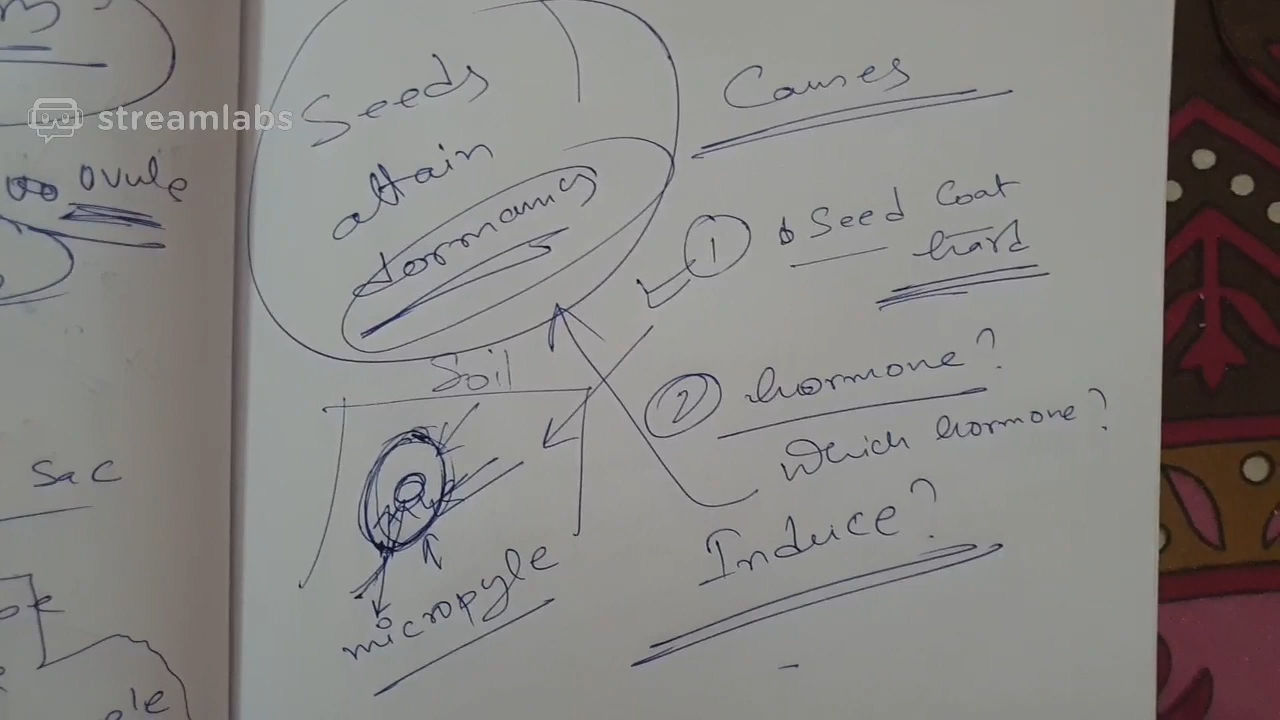 streamlabs
ovule
sac
Seeds
attain
dormancy
Causes
1 Seed Coat
hard
2 hormone?
which hormone?
Induce?
Soil
micropyle